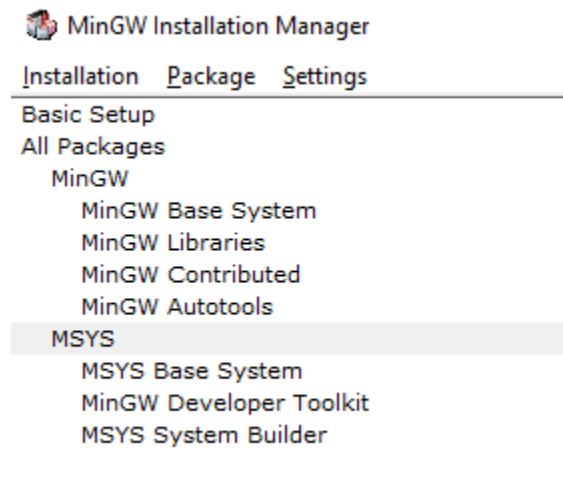 MinGW Installation Manager
Installation Package Settings
Basic Setup
All Packages
MinGW
MinGW Base System
MinGW Libraries
MinGW Contributed
MinGW Autotools
MSYS
MSYS Base System
MinGW Developer Toolkit
MSYS System Builder